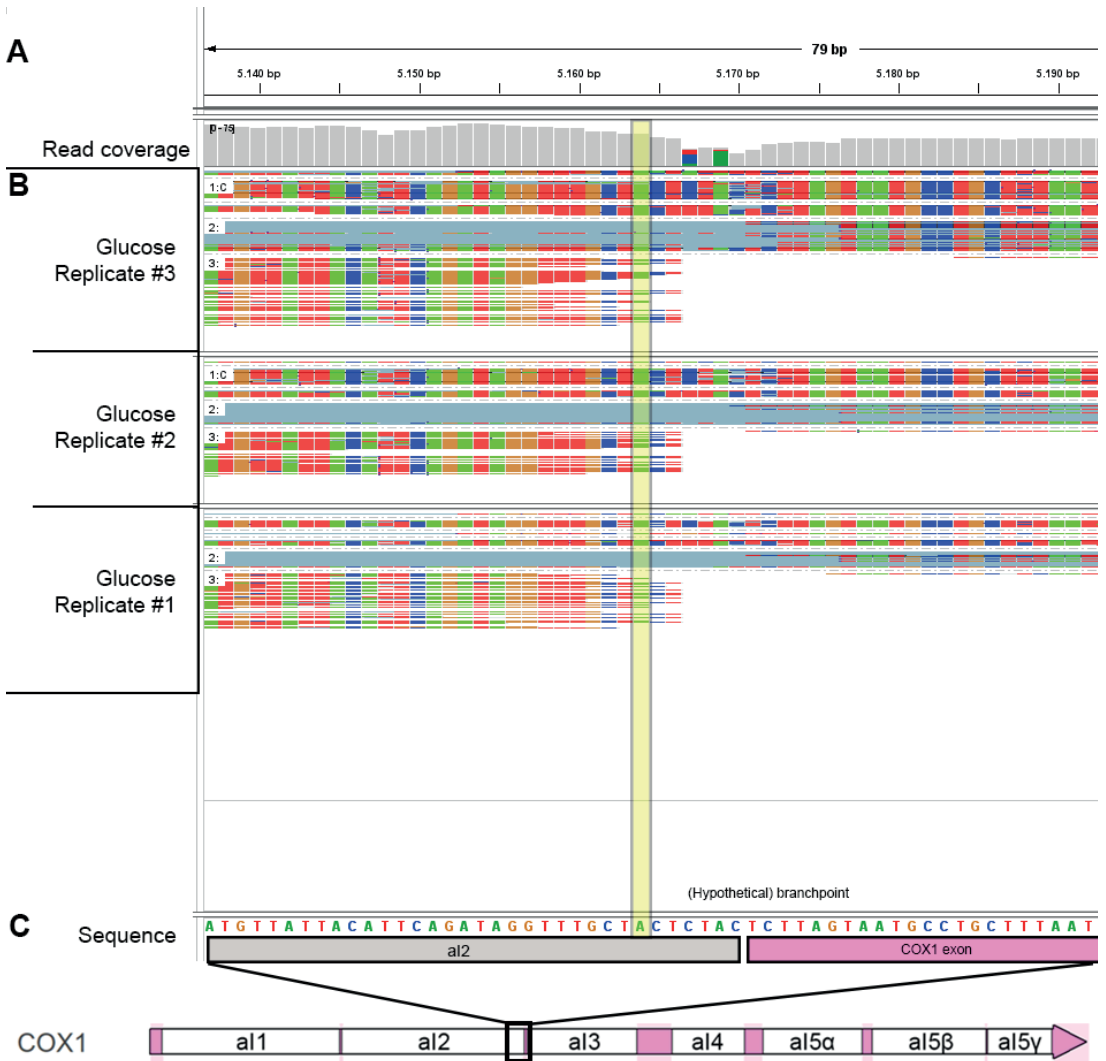 A
79 bp
5.140 bp 5.150 bp 5.160 bp 5.170 bp 5.180 bp 5.190 bp
[0 - 75]
Read coverage
B
1:C
2:
Glucose
Replicate #3
3:
1:C
Glucose
2:
Replicate #2
3:
2:
Glucose
3:
Replicate #1
(Hypothetical) branchpoint
C
Sequence
A T G T T A T T A C A T T C A G A T A G G T T T G C T A C T C T A C T C T T A G T A A T G C C T G C T T T A A T
aI2 COX1 exon
COX1 aI1 aI2 aI3 aI4 aI5α aI5β aI5γ